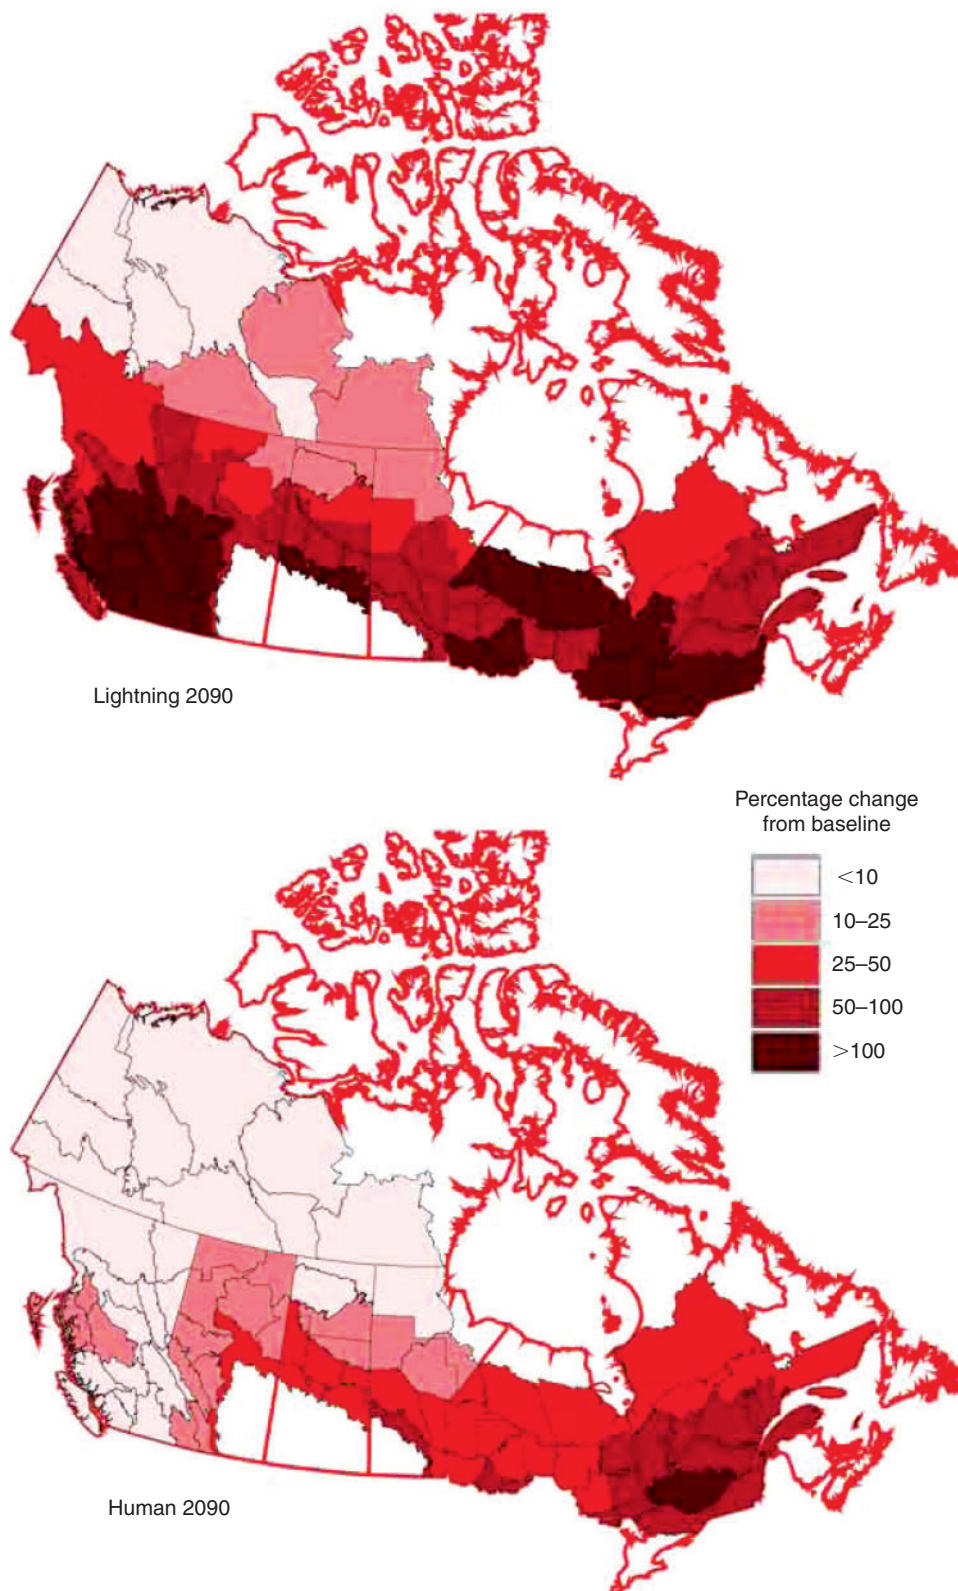 Lightning 2090
Percentage change
from baseline
<10
10–25
25–50
50–100
>100
Human 2090